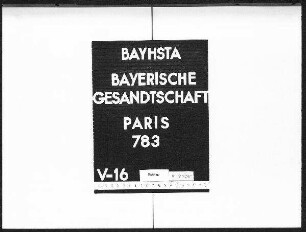 BAYHSTA
BAYERISCHE
GESANDTSCHAFT
PARIS
783
V-16